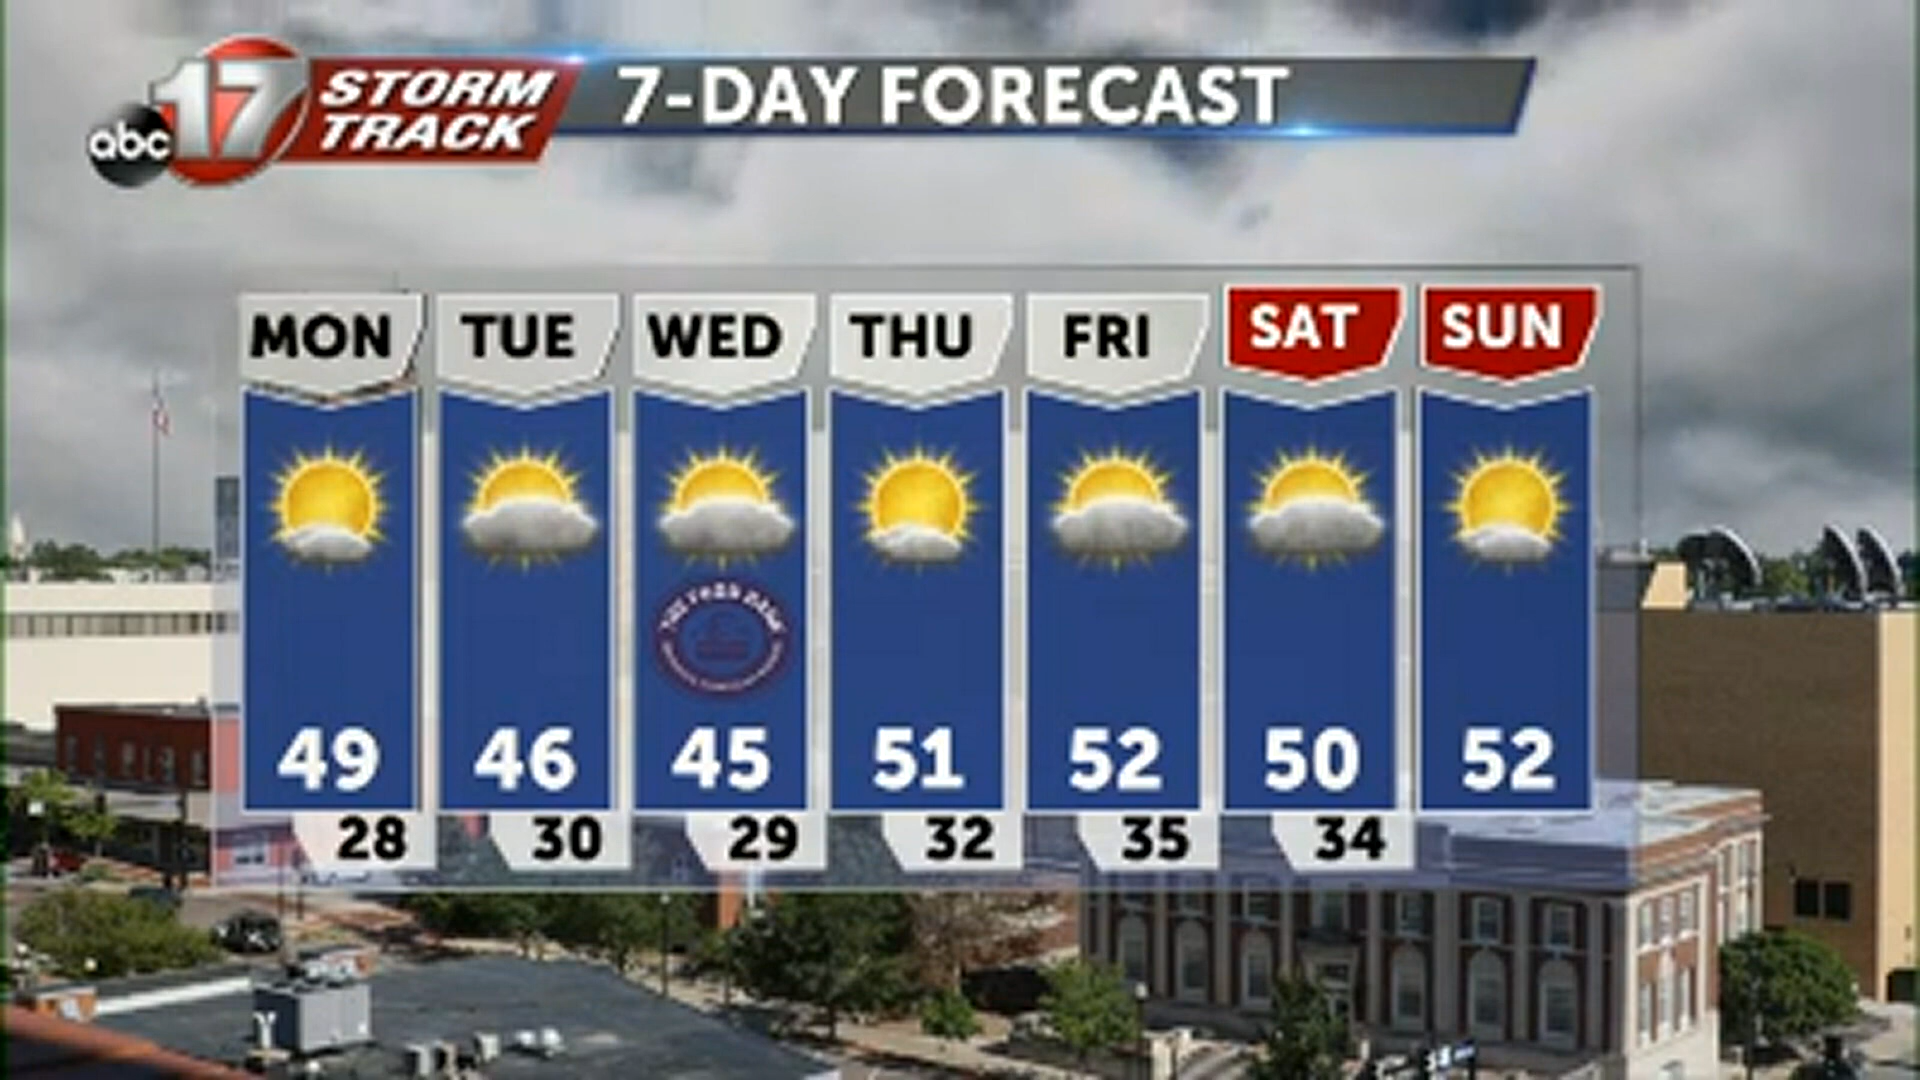 abc 17 STORM TRACK
7-DAY FORECAST
MON TUE WED THU FRI SAT SUN
49 46 45 51 52 50 52
28 30 29 32 35 34